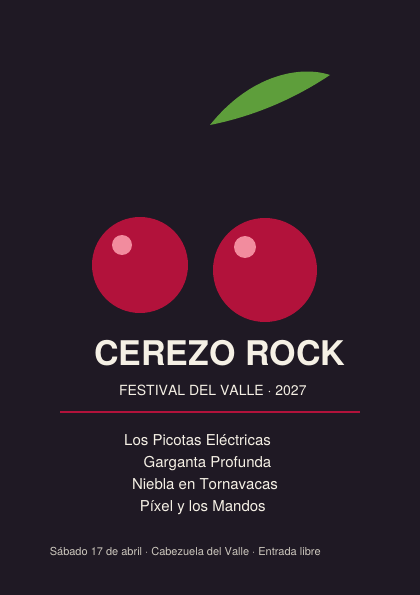 CEREZO ROCK
FESTIVAL DEL VALLE · 2027
Los Picotas Eléctricas
Garganta Profunda
Niebla en Tornavacas
Píxel y los Mandos
Sábado 17 de abril · Cabezuela del Valle · Entrada libre